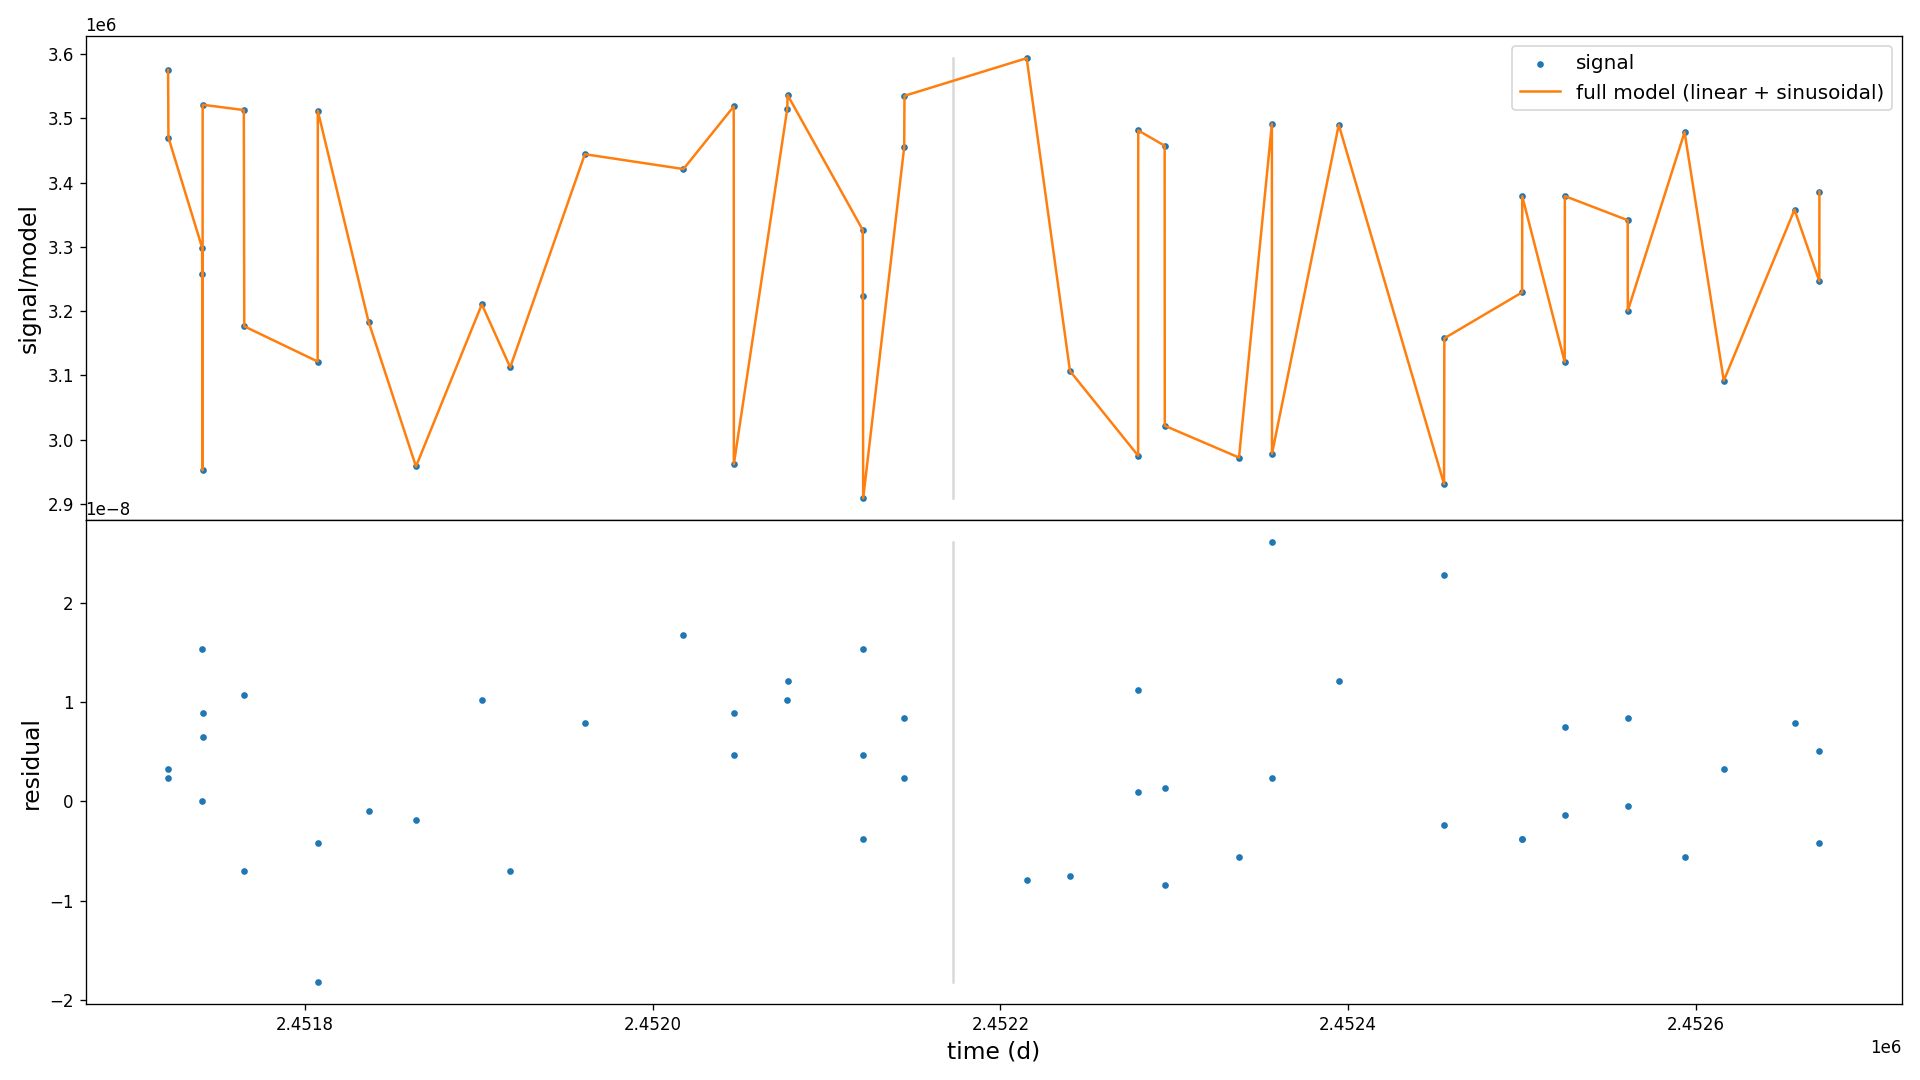 1e6
3.6
3.5
3.4
3.3
3.2
3.1
3.0
2.9
signal/model
signal
full model (linear + sinusoidal)
1e−8
2
1
0
−1
−2
residual
2.4518
2.4520
2.4522
2.4524
2.4526
1e6
time (d)